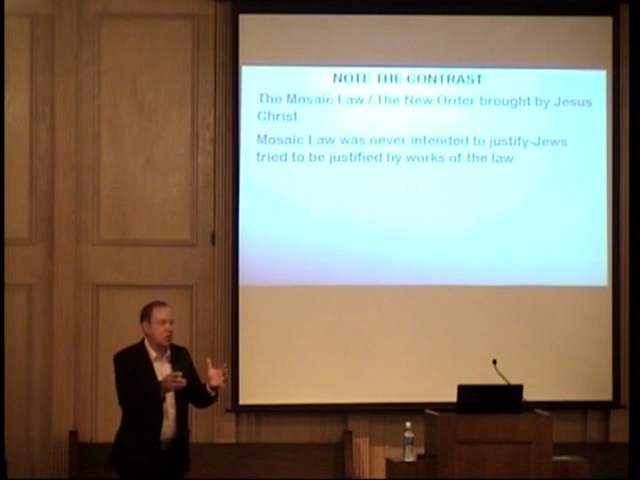 NOTE THE CONTRAST
The Mosaic Law / The New Order brought by Jesus
Christ
Mosaic Law was never intended to justify-Jews
tried to be justified by works of the law